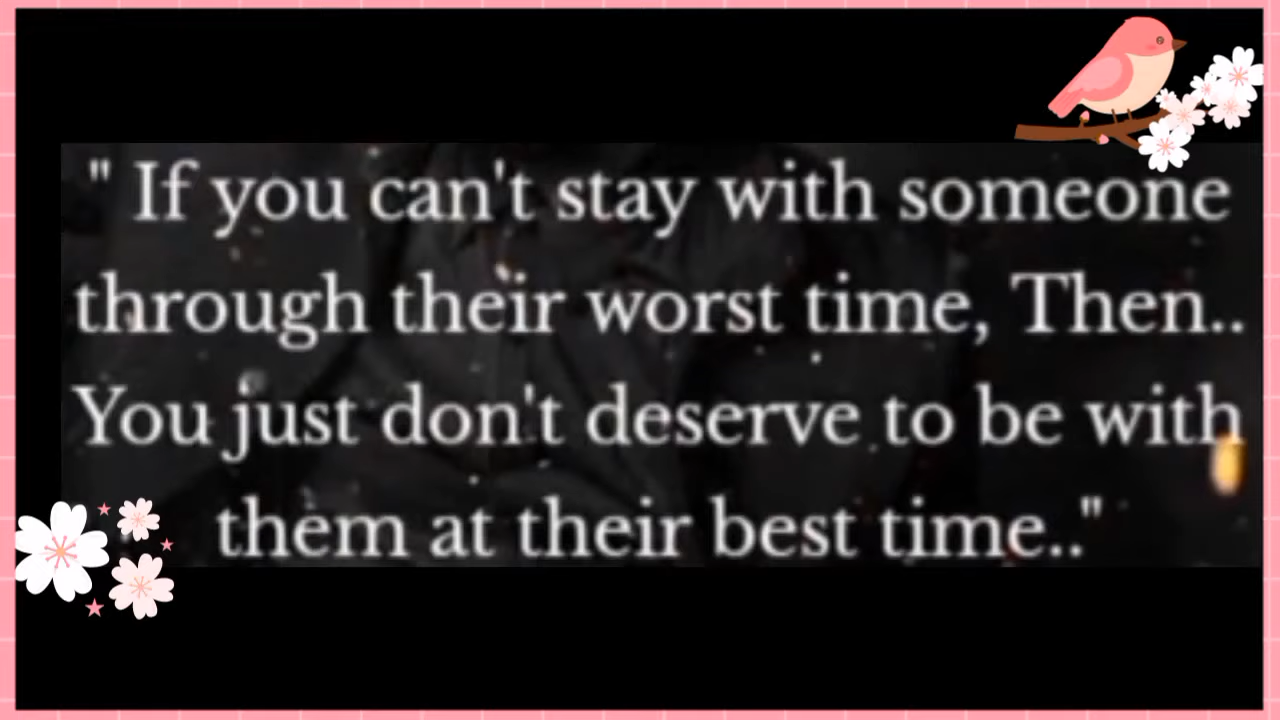 " If you can't stay with someone
through their worst time, Then..
You just don't deserve to be with
them at their best time.."